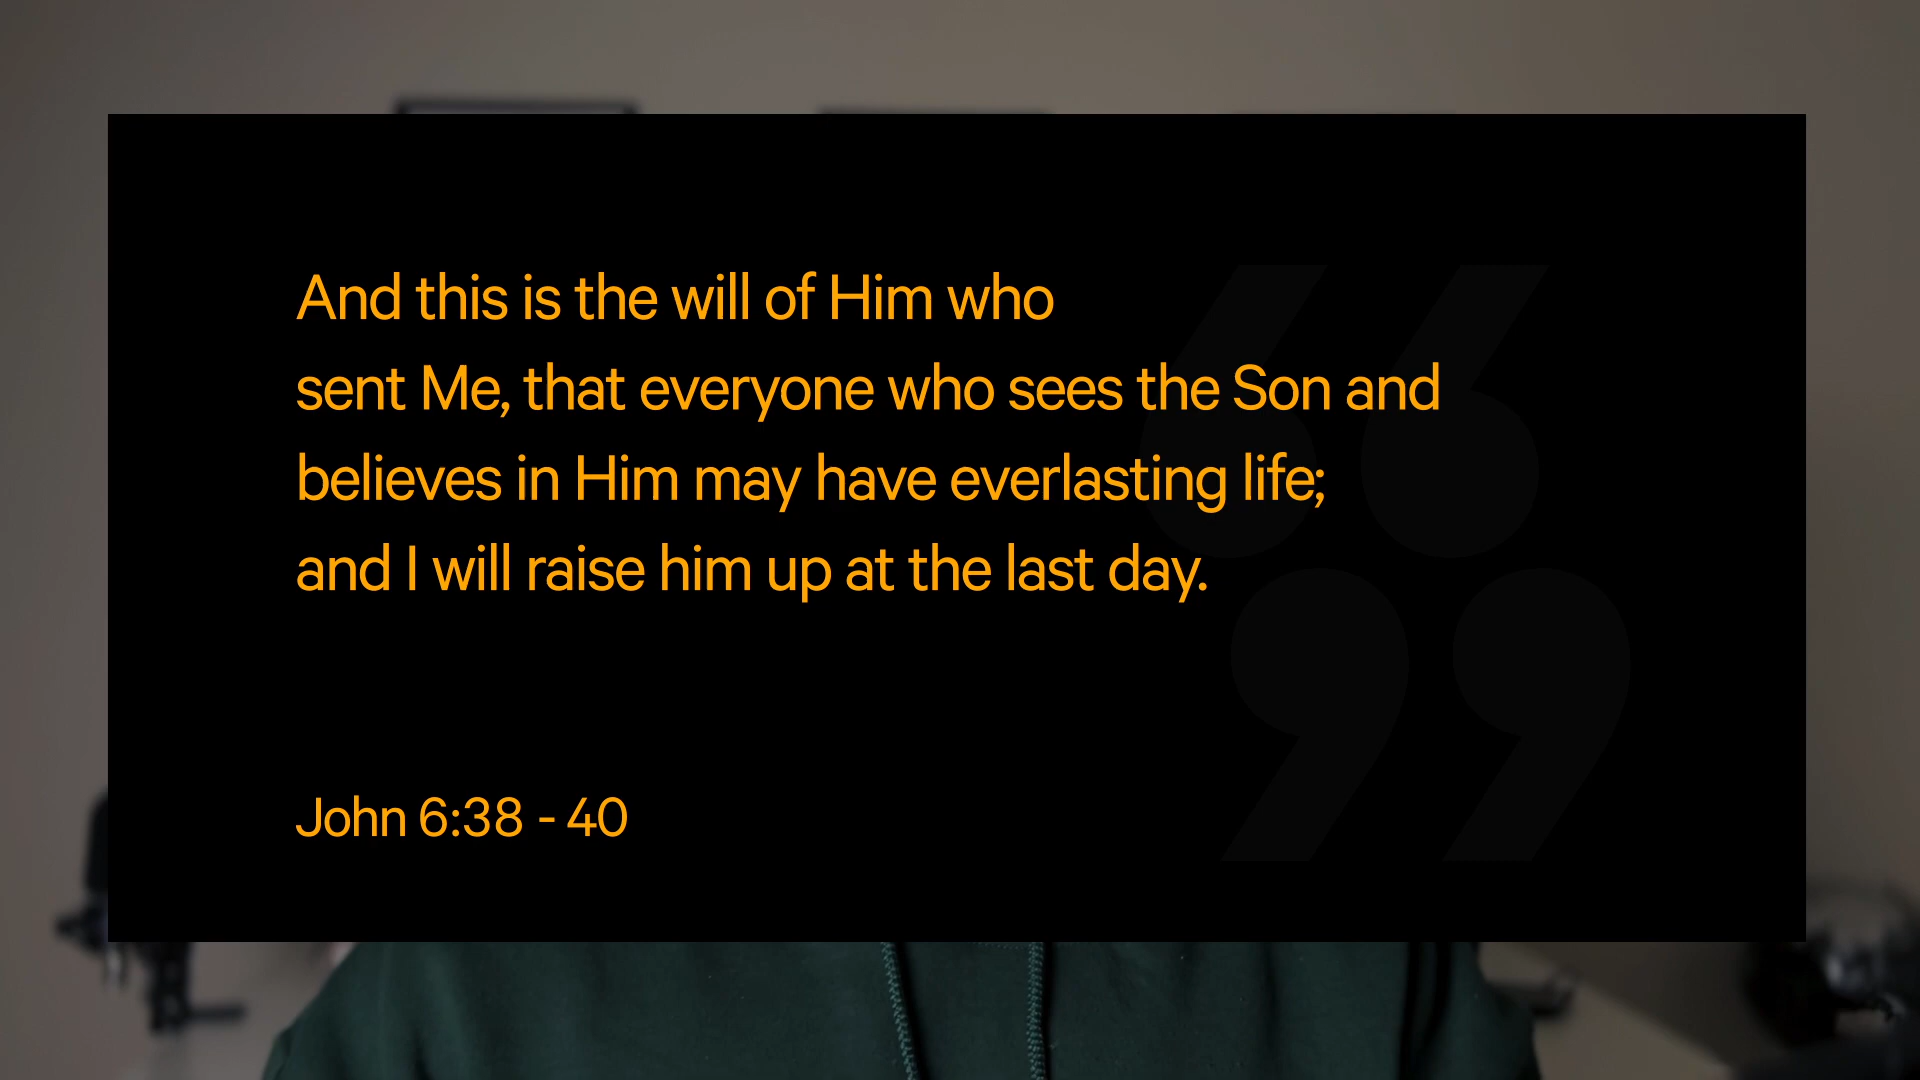 And this is the will of Him who
sent Me, that everyone who sees the Son and
believes in Him may have everlasting life;
and I will raise him up at the last day.
John 6:38 - 40